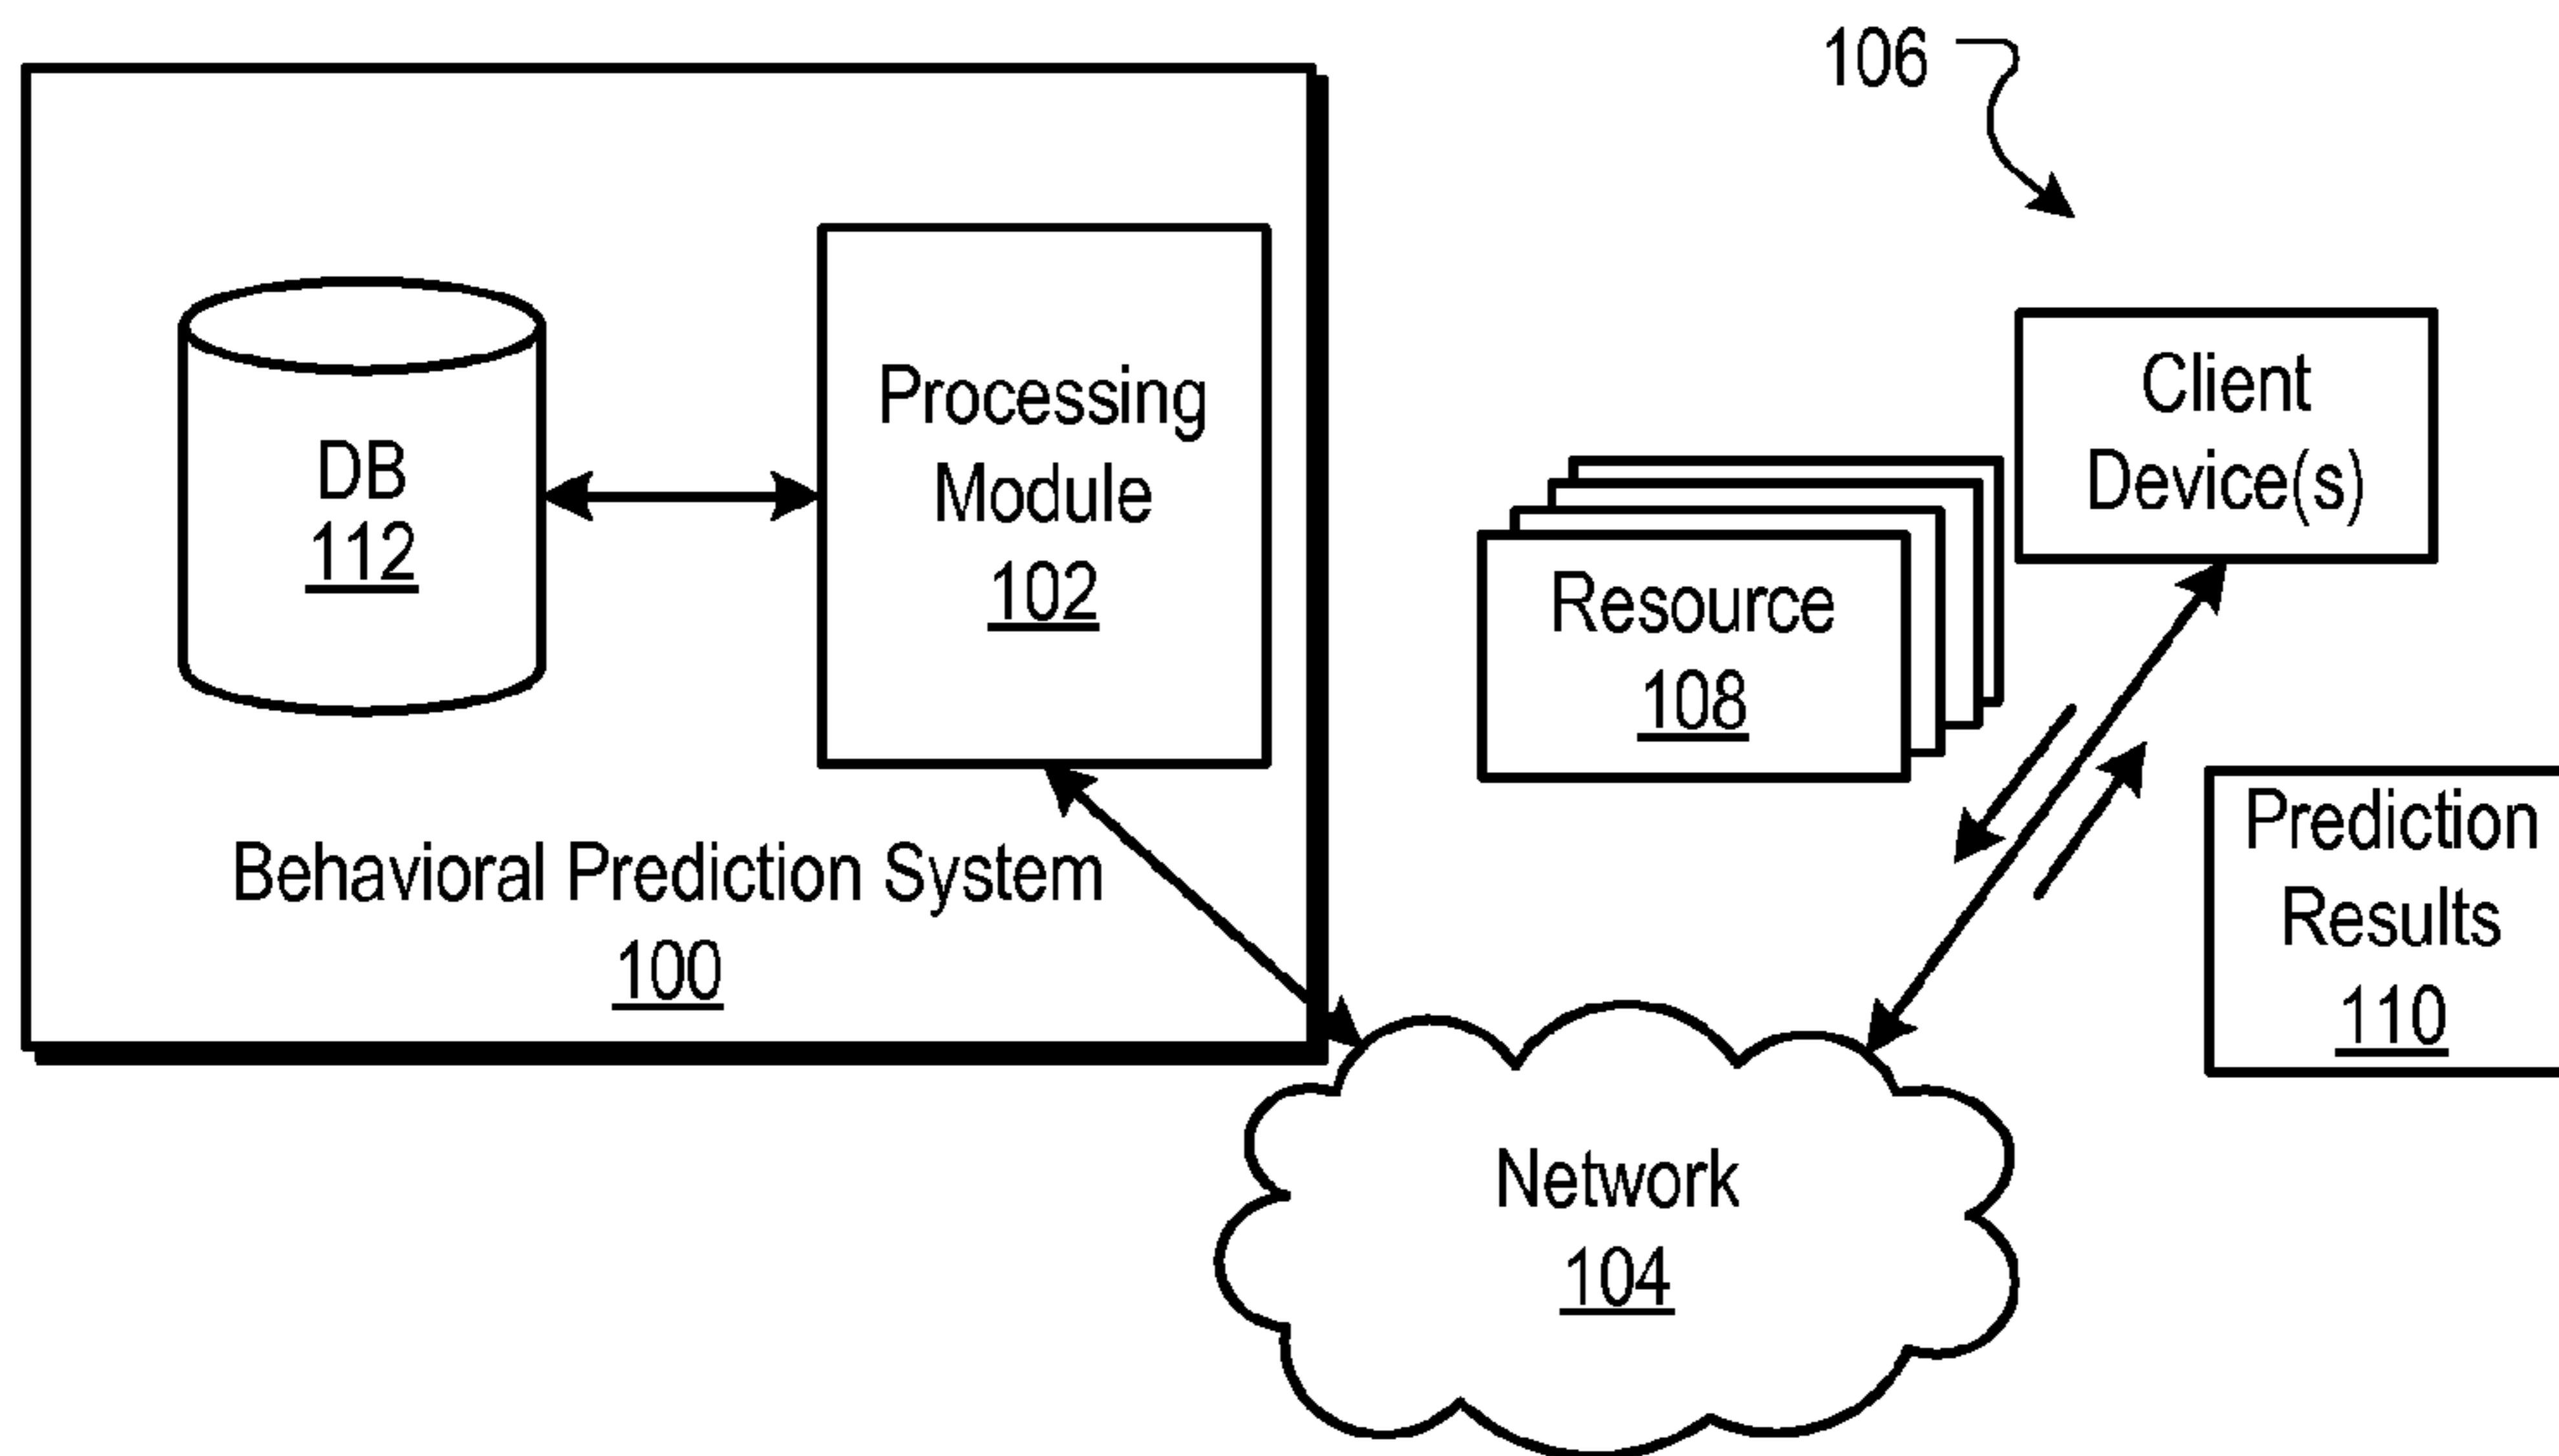 106
DB
112
Processing
Module
102
Behavioral Prediction System
100
Client
Device(s)
Resource
108
Prediction
Results
110
Network
104